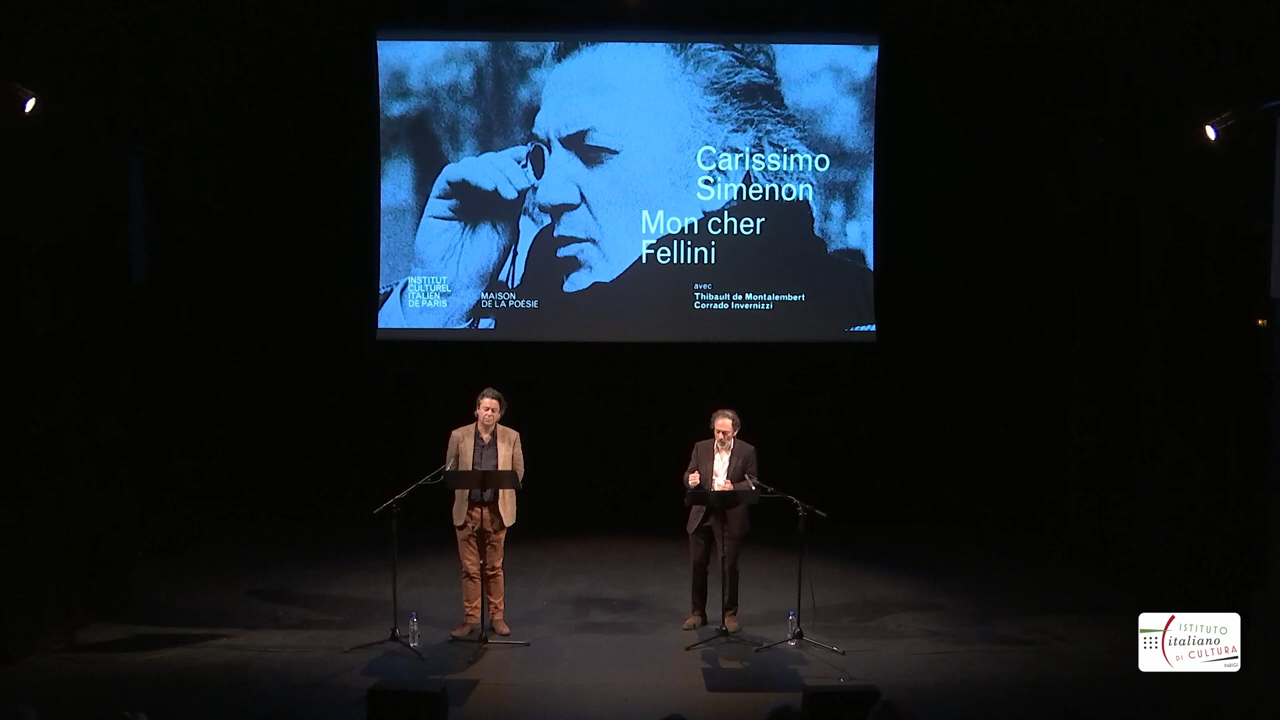 Carissimo
Simenon
Mon cher
Fellini
INSTITUT
CULTUREL
ITALIEN
DE PARIS
MAISON
DE LA POÉSIE
avec
Thibault de Montalembert
Corrado Invernizzi
ISTITUTO
italiano
DI CULTURA
PARIGI